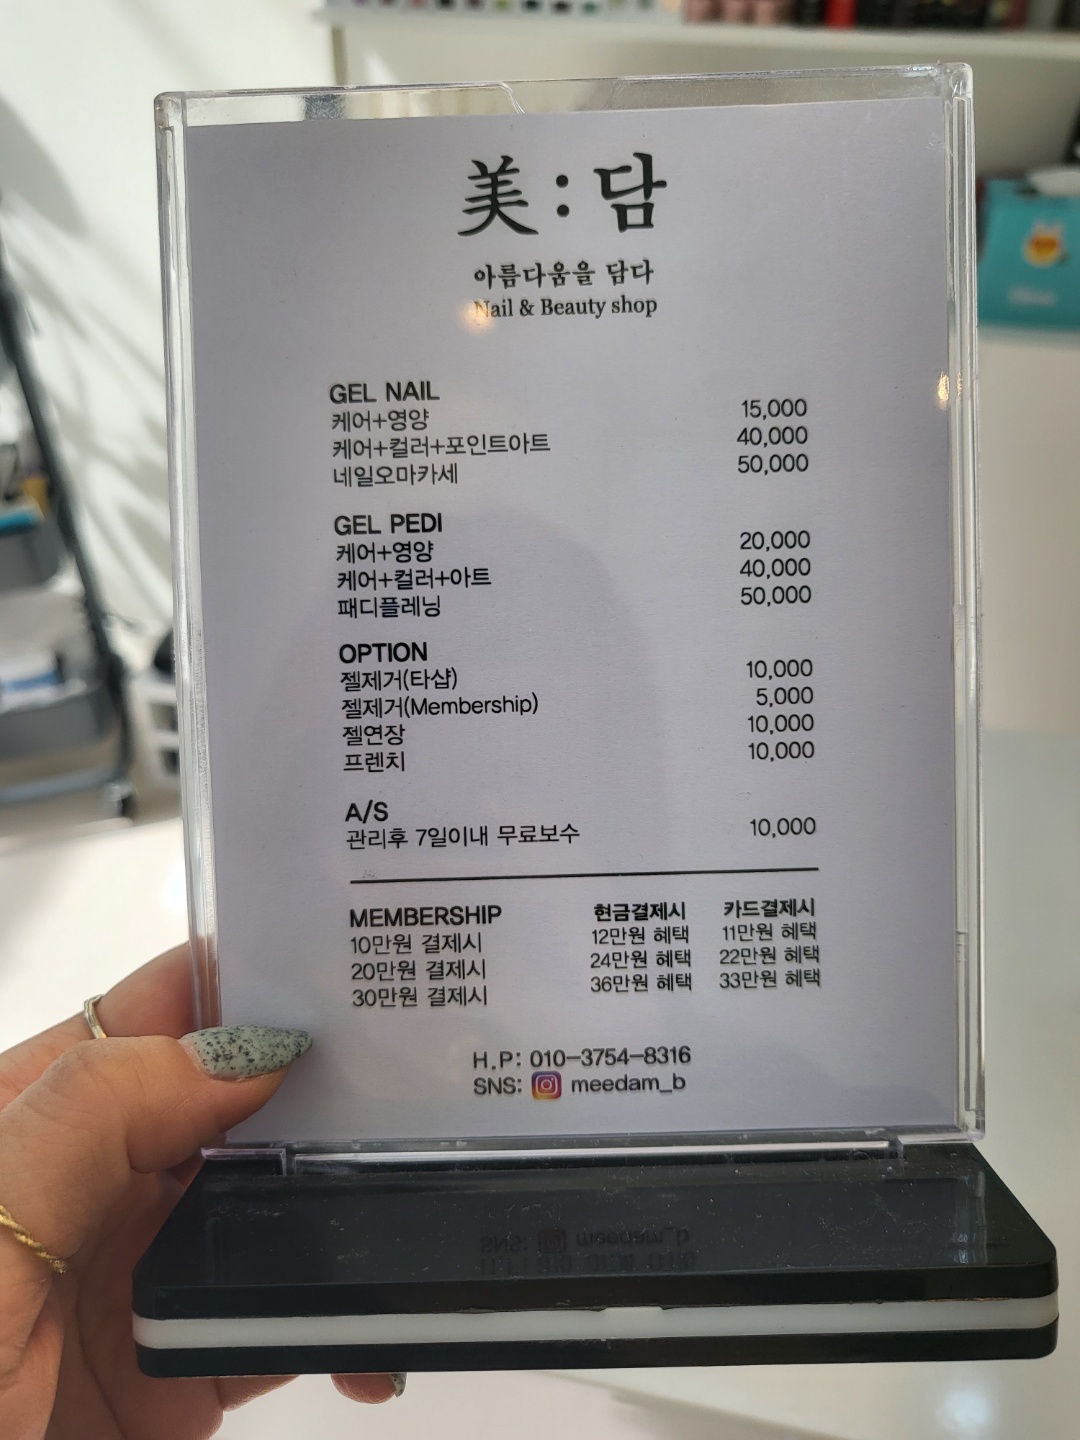 美:담
아름다움을 담다
Nail & Beauty shop
GEL NAIL
케어+영양 15,000
케어+컬러+포인트아트 40,000
네일오마카세 50,000
GEL PEDI
케어+영양 20,000
케어+컬러+아트 40,000
패디플레닝 50,000
OPTION
젤제거(타샵) 10,000
젤제거(Membership) 5,000
젤연장 10,000
프렌치 10,000
A/S
관리후 7일이내 무료보수 10,000
MEMBERSHIP 현금결제시 카드결제시
10만원 결제시 12만원 혜택 11만원 혜택
20만원 결제시 24만원 혜택 22만원 혜택
30만원 결제시 36만원 혜택 33만원 혜택
H.P: 010-3754-8316
SNS: meedam_b